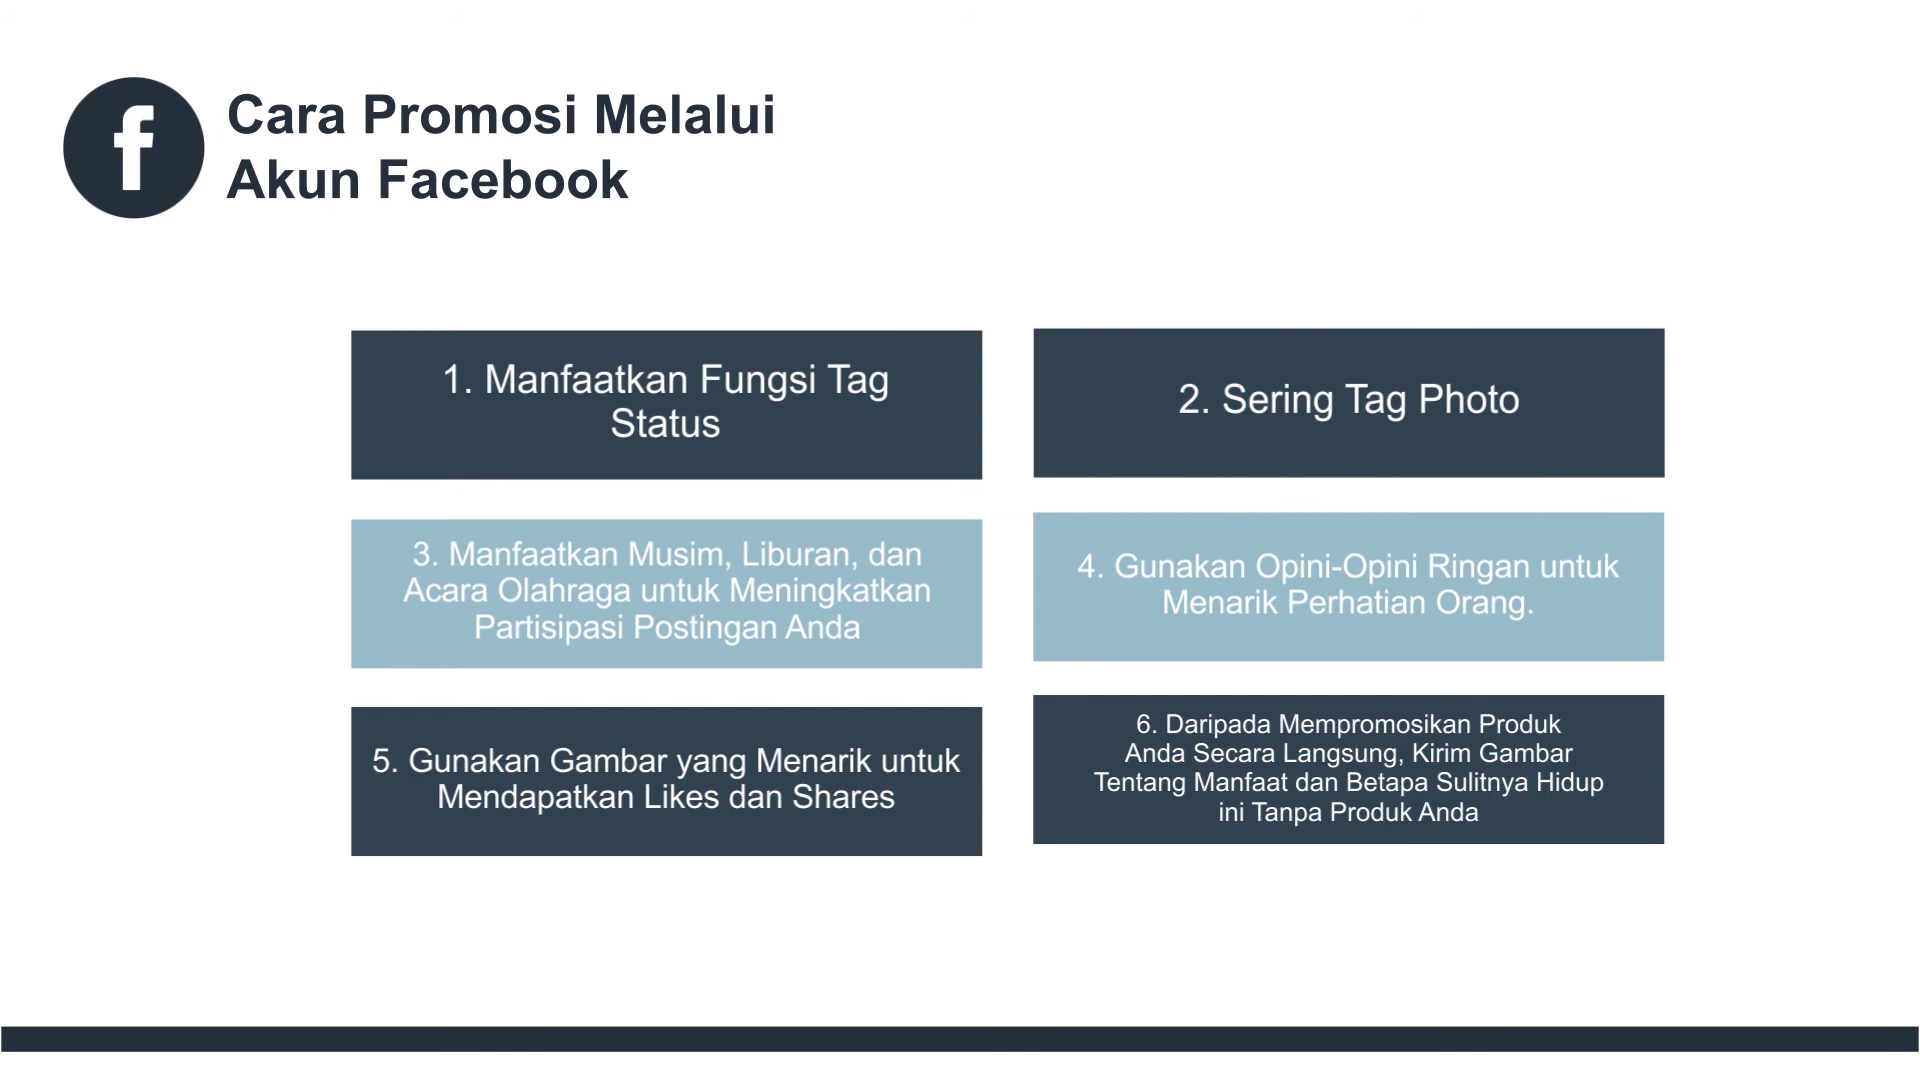 Cara Promosi Melalui
Akun Facebook
1. Manfaatkan Fungsi Tag
Status
2. Sering Tag Photo
3. Manfaatkan Musim, Liburan, dan
Acara Olahraga untuk Meningkatkan
Partisipasi Postingan Anda
4. Gunakan Opini-Opini Ringan untuk
Menarik Perhatian Orang.
5. Gunakan Gambar yang Menarik untuk
Mendapatkan Likes dan Shares
6. Daripada Mempromosikan Produk
Anda Secara Langsung, Kirim Gambar
Tentang Manfaat dan Betapa Sulitnya Hidup
ini Tanpa Produk Anda